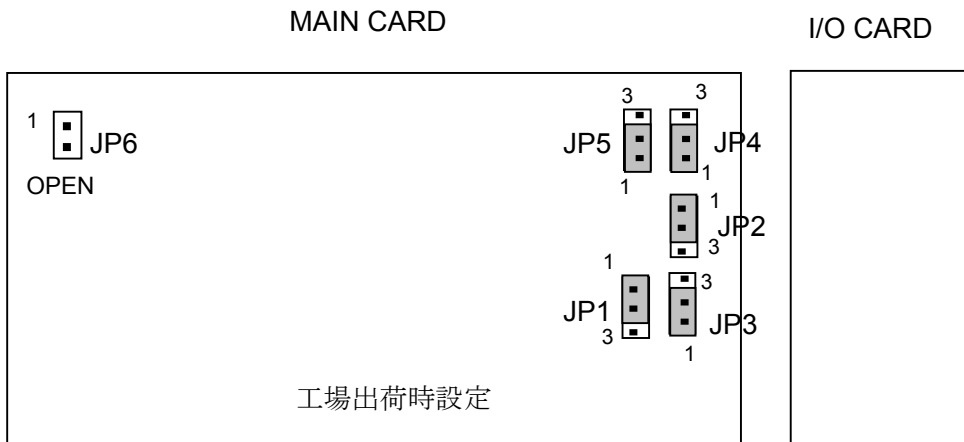 MAIN CARD
I/O CARD
1
JP6
OPEN
3
JP5
1
3
JP4
1
1
JP2
3
1
JP1
3
3
JP3
1
工場出荷時設定